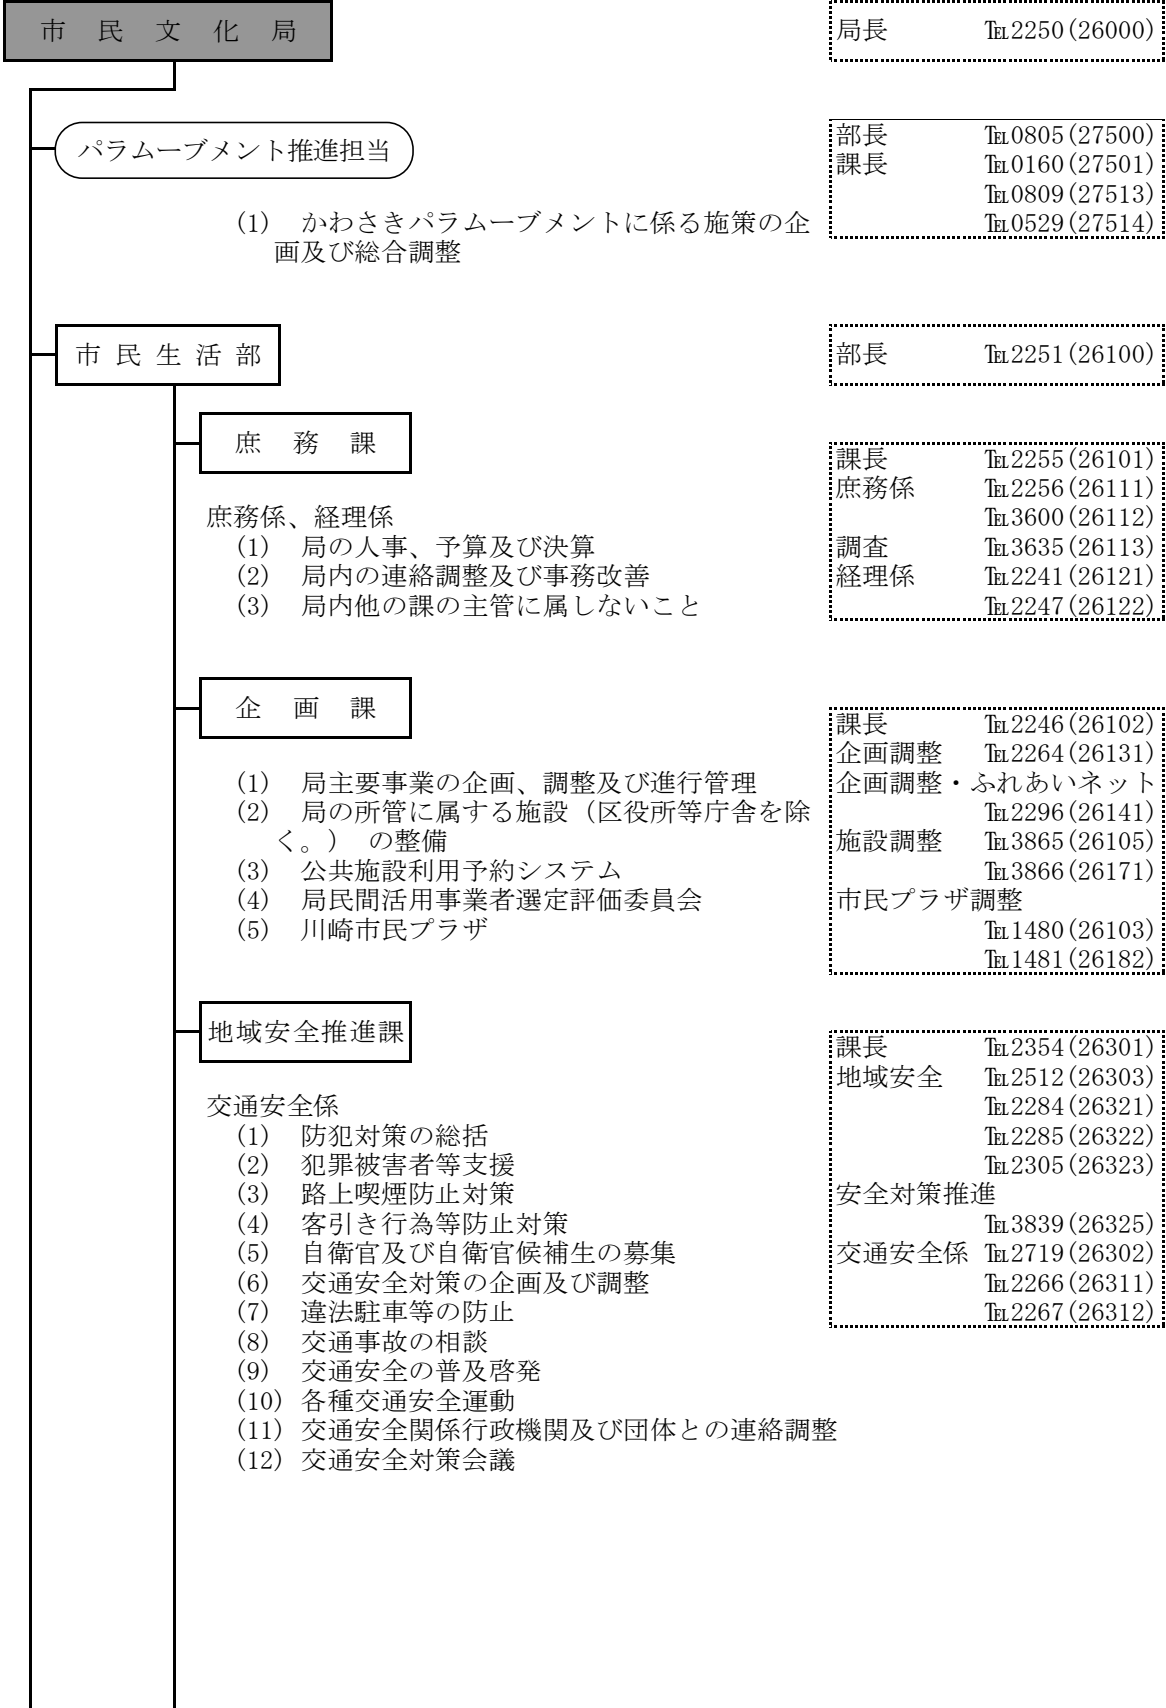 市民文化局
局長 ℡2250(26000)
パラムーブメント推進担当
部長 ℡0805(27500)
課長 ℡0160(27501)
℡0809(27513)
℡0529(27514)
(1) かわさきパラムーブメントに係る施策の企
画及び総合調整
市民生活部
部長 ℡2251(26100)
庶務課
庶務係、経理係
(1) 局の人事、予算及び決算
(2) 局内の連絡調整及び事務改善
(3) 局内他の課の主管に属しないこと
課長 ℡2255(26101)
庶務係 ℡2256(26111)
℡3600(26112)
調査 ℡3635(26113)
経理係 ℡2241(26121)
℡2247(26122)
企画課
(1) 局主要事業の企画、調整及び進行管理
(2) 局の所管に属する施設（区役所等庁舎を除
く。） の整備
(3) 公共施設利用予約システム
(4) 局民間活用事業者選定評価委員会
(5) 川崎市民プラザ
課長 ℡2246(26102)
企画調整 ℡2264(26131)
企画調整・ふれあいネット
℡2296(26141)
施設調整 ℡3865(26105)
℡3866(26171)
市民プラザ調整
℡1480(26103)
℡1481(26182)
地域安全推進課
交通安全係
(1) 防犯対策の総括
(2) 犯罪被害者等支援
(3) 路上喫煙防止対策
(4) 客引き行為等防止対策
(5) 自衛官及び自衛官候補生の募集
(6) 交通安全対策の企画及び調整
(7) 違法駐車等の防止
(8) 交通事故の相談
(9) 交通安全の普及啓発
(10) 各種交通安全運動
(11) 交通安全関係行政機関及び団体との連絡調整
(12) 交通安全対策会議
課長 ℡2354(26301)
地域安全 ℡2512(26303)
℡2284(26321)
℡2285(26322)
℡2305(26323)
安全対策推進
℡3839(26325)
交通安全係 ℡2719(26302)
℡2266(26311)
℡2267(26312)